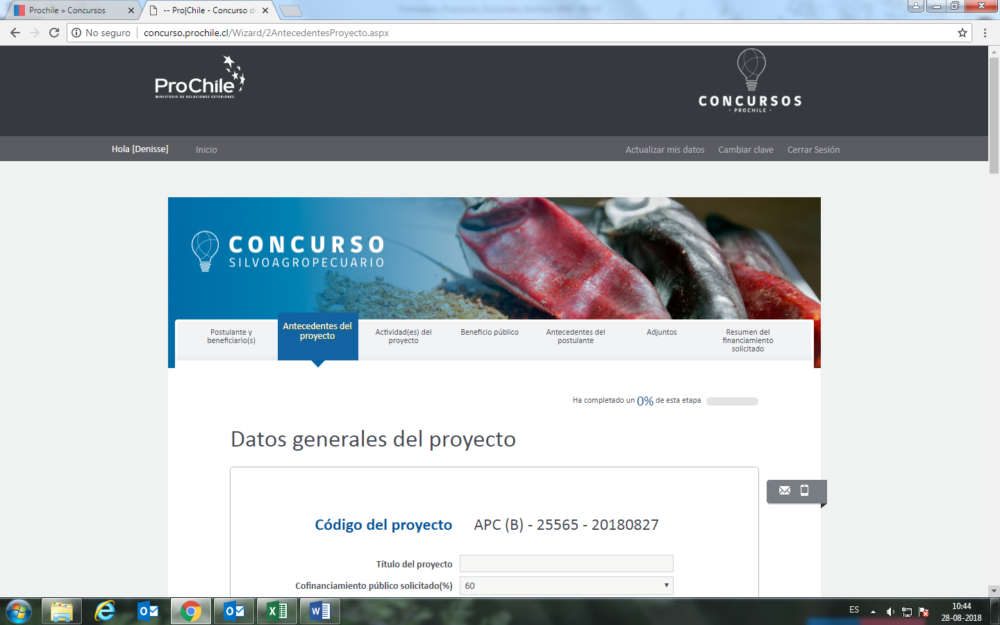 Prochile » Concursos
-- Pro|Chile - Concurso de
No seguro
concurso.prochile.cl/Wizard/2AntecedentesProyecto.aspx
ProChile
MINISTERIO DE RELACIONES EXTERIORES
CONCURSOS
· PROCHILE ·
Hola [Denisse]
Inicio
Actualizar mis datos
Cambiar clave
Cerrar Sesión
CONCURSO
SILVOAGROPECUARIO
Postulante y
beneficiario(s)
Antecedentes del
proyecto
Actividad(es) del
proyecto
Beneficio público
Antecedentes del
postulante
Adjuntos
Resumen del
financiamiento
solicitado
Ha completado un 0% de esta etapa
Datos generales del proyecto
Código del proyecto APC (B) - 25565 - 20180827
Título del proyecto
Cofinanciamiento público solicitado(%) 60
ES
10:44
28-08-2018